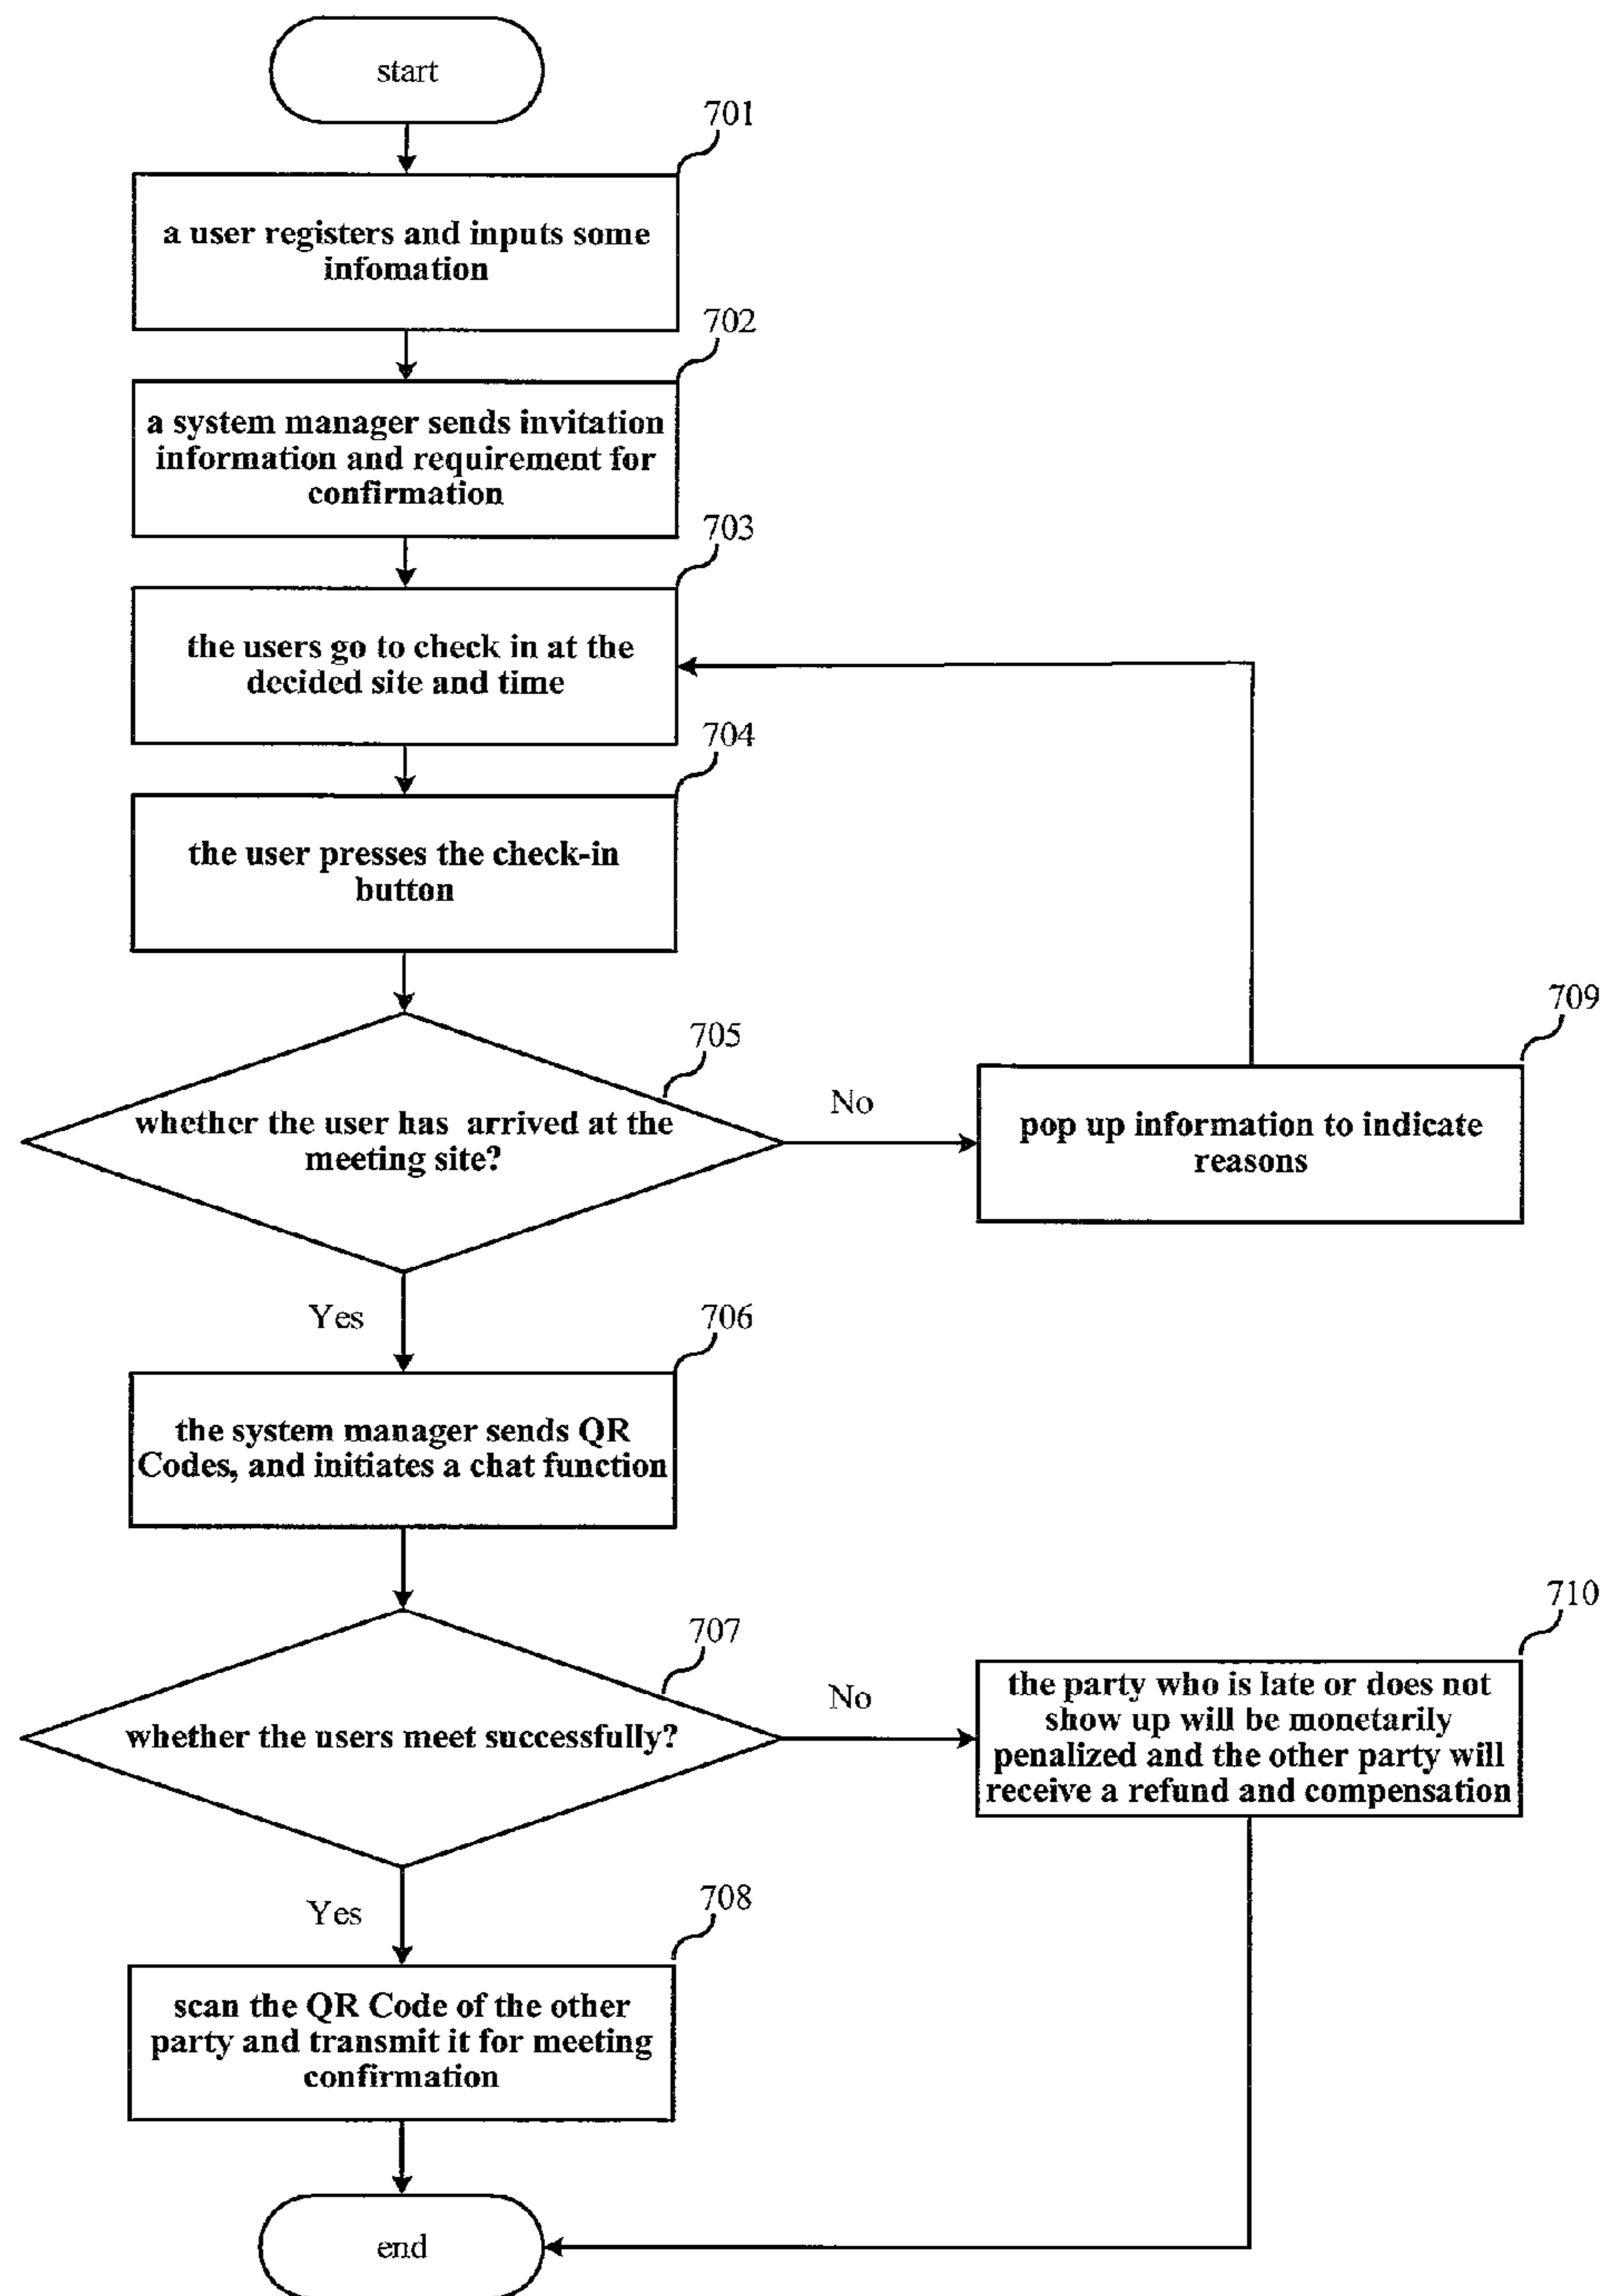 start
701
a user registers and inputs some
infomation
702
a system manager sends invitation
information and requirement for
confirmation
703
the users go to check in at the
decided site and time
704
the user presses the check-in
button
705
whether the user has arrived at the
meeting site?
No
709
pop up information to indicate
reasons
Yes
706
the system manager sends QR
Codes, and initiates a chat function
707
whether the users meet successfully?
No
710
the party who is late or does not
show up will be monetarily
penalized and the other party will
receive a refund and compensation
Yes
708
scan the QR Code of the other
party and transmit it for meeting
confirmation
end